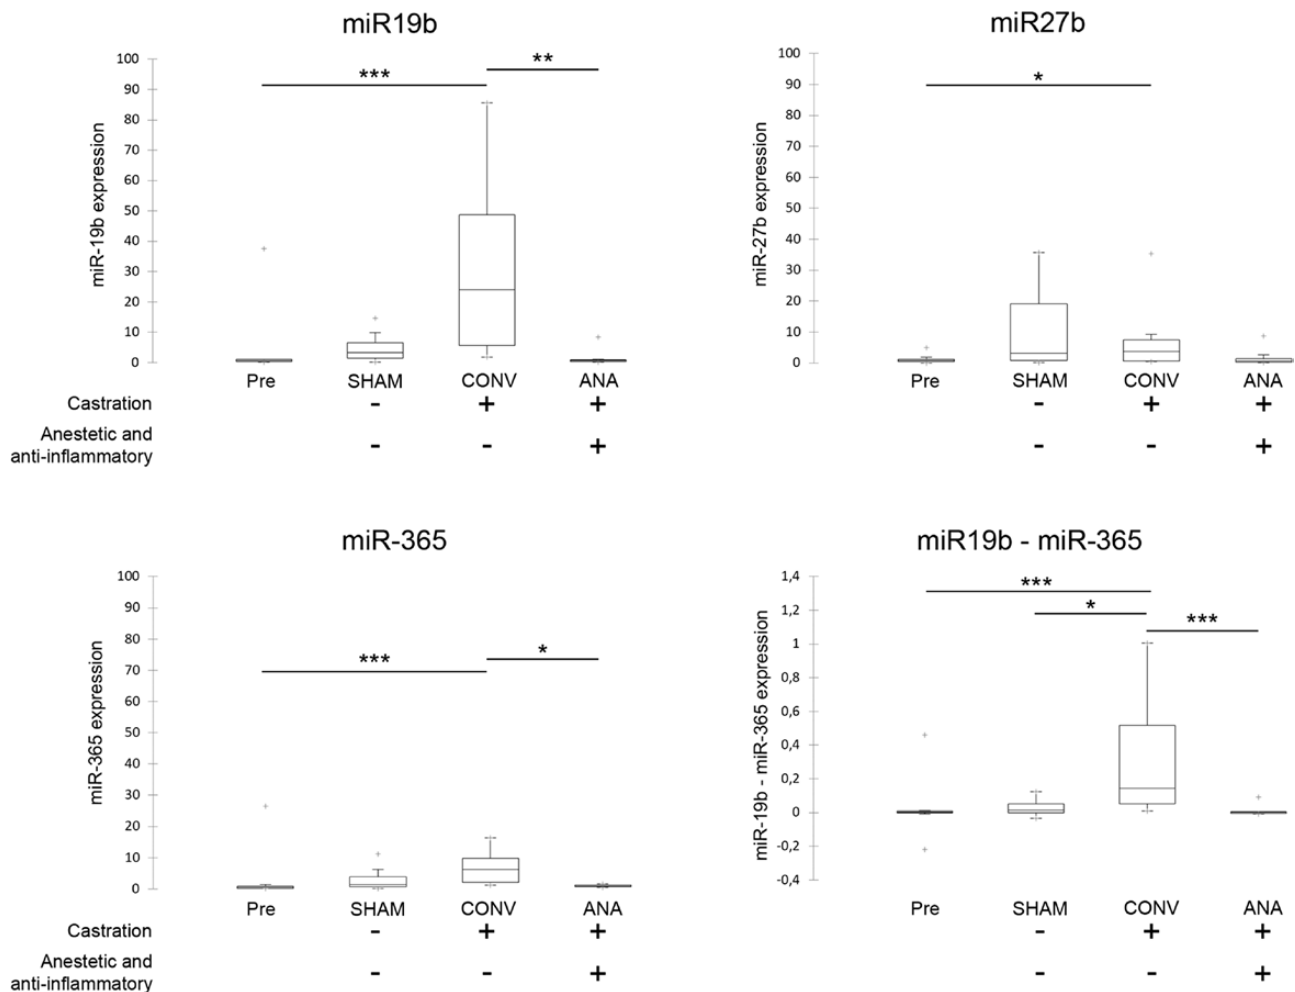 miR19b
miR27b
***
**
*
miR-19b expression
100
90
80
70
60
50
40
30
20
10
0
miR-27b expression
100
90
80
70
60
50
40
30
20
10
0
Pre SHAM CONV ANA
Pre SHAM CONV ANA
Castration - + +
- + +
Anestetic and
anti-inflammatory - - +
- - +
miR-365
miR19b - miR-365
***
*
***
*
***
miR-365 expression
100
90
80
70
60
50
40
30
20
10
0
miR-19b - miR-365 expression
1,4
1,2
1
0,8
0,6
0,4
0,2
0
-0,2
-0,4
Pre SHAM CONV ANA
Pre SHAM CONV ANA
Castration - + +
- + +
Anestetic and
anti-inflammatory - - +
- - +